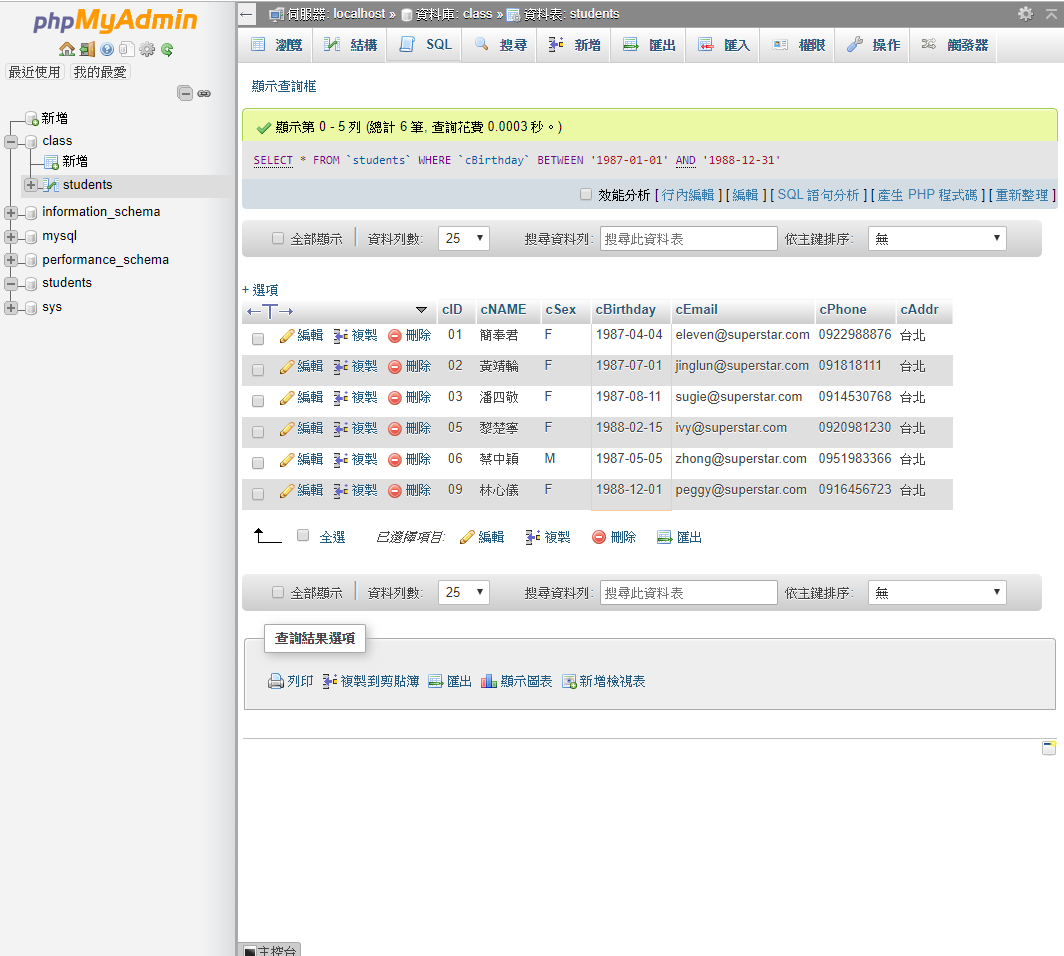 phpMyAdmin
最近使用 我的最愛
新增
class
新增
students
information_schema
mysql
performance_schema
students
sys
伺服器: localhost » 資料庫: class » 資料表: students
瀏覽 結構 SQL 搜尋 新增 匯出 匯入 權限 操作 觸發器
顯示查詢框
顯示第 0 - 5 列 (總計 6 筆, 查詢花費 0.0003 秒。)
SELECT * FROM `students` WHERE `cBirthday` BETWEEN '1987-01-01' AND '1988-12-31'
效能分析 [ 行內編輯 ] [ 編輯 ] [ SQL 語句分析 ] [ 產生 PHP 程式碼 ] [ 重新整理 ]
全部顯示 資料列數: 25 搜尋資料列: 搜尋此資料表 依主鍵排序: 無
+ 選項
←T→ cID cNAME cSex cBirthday cEmail cPhone cAddr
編輯 複製 刪除 01 簡奉君 F 1987-04-04 eleven@superstar.com 0922988876 台北
編輯 複製 刪除 02 黃靖輪 F 1987-07-01 jinglun@superstar.com 091818111 台北
編輯 複製 刪除 03 潘四敬 F 1987-08-11 sugie@superstar.com 0914530768 台北
編輯 複製 刪除 05 黎楚寧 F 1988-02-15 ivy@superstar.com 0920981230 台北
編輯 複製 刪除 06 蔡中穎 M 1987-05-05 zhong@superstar.com 0951983366 台北
編輯 複製 刪除 09 林心儀 F 1988-12-01 peggy@superstar.com 0916456723 台北
全選 已選擇項目: 編輯 複製 刪除 匯出
全部顯示 資料列數: 25 搜尋資料列: 搜尋此資料表 依主鍵排序: 無
查詢結果選項
列印 複製到剪貼簿 匯出 顯示圖表 新增檢視表
主控台